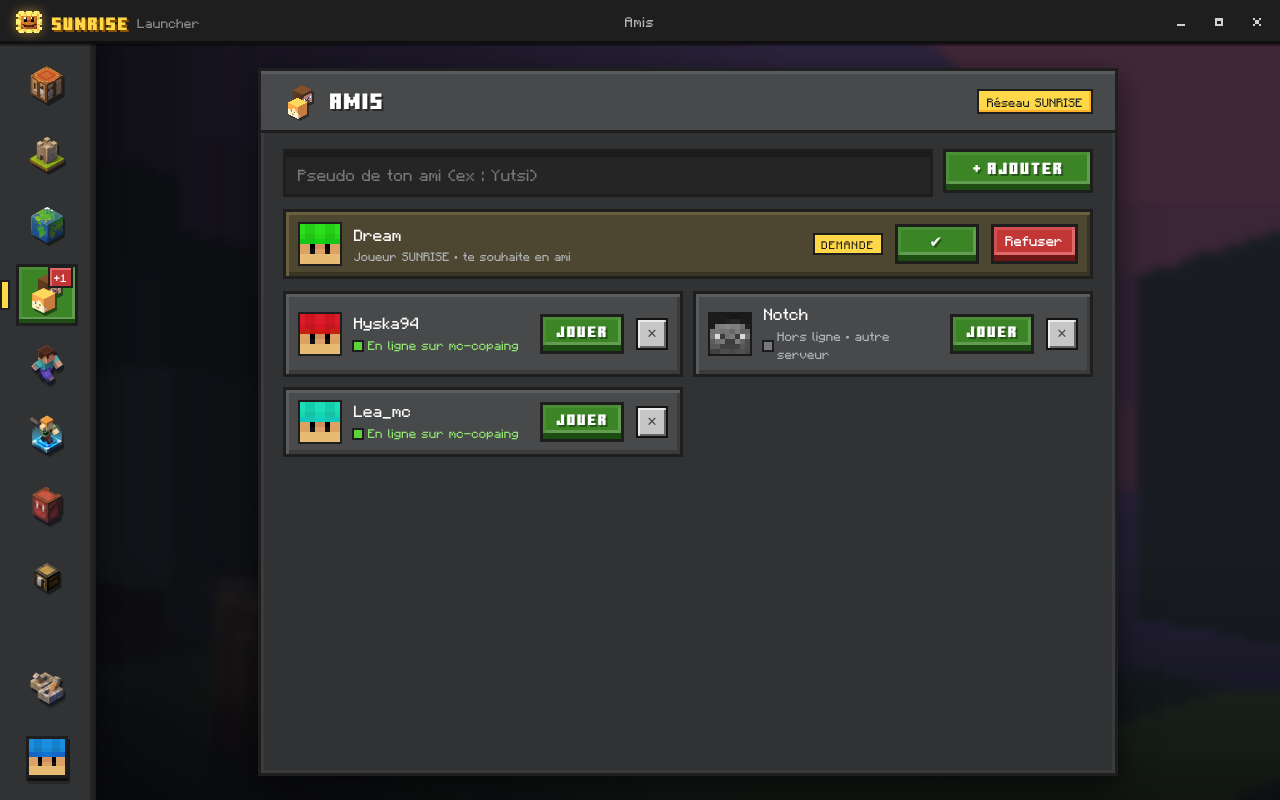 SUNRISE Launcher
Amis
+1
AMIS
Réseau SUNRISE
Pseudo de ton ami (ex : Yutsi)
+ AJOUTER
Dream
Joueur SUNRISE • te souhaite en ami
DEMANDE
✔
Refuser
Hyska94
En ligne sur mc-copaing
JOUER
×
Notch
Hors ligne • autre
serveur
JOUER
×
Lea_mc
En ligne sur mc-copaing
JOUER
×